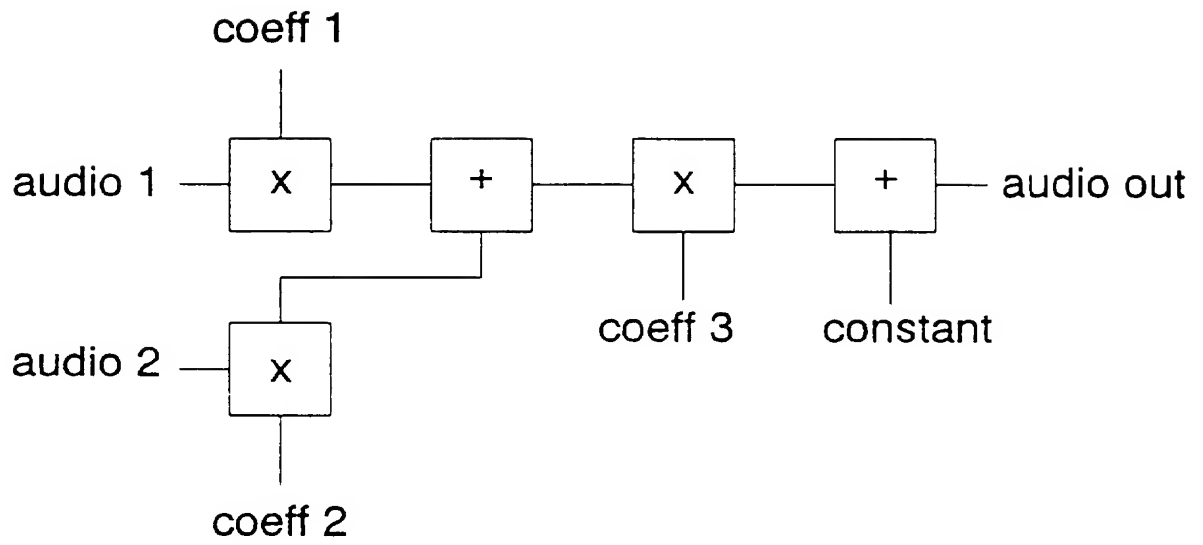 coeff 1
audio 1
x
+
x
+
audio out
coeff 3
constant
audio 2
x
coeff 2